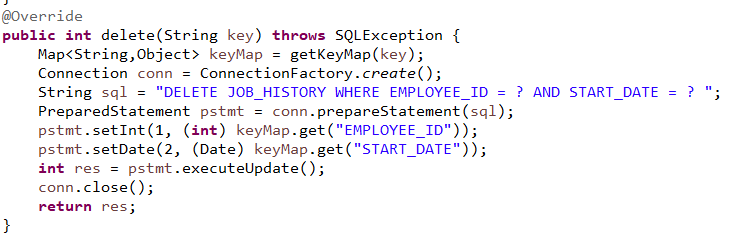 @Override
public int delete(String key) throws SQLException {
    Map<String,Object> keyMap = getKeyMap(key);
    Connection conn = ConnectionFactory.create();
    String sql = "DELETE JOB_HISTORY WHERE EMPLOYEE_ID = ? AND START_DATE = ? ";
    PreparedStatement pstmt = conn.prepareStatement(sql);
    pstmt.setInt(1, (int) keyMap.get("EMPLOYEE_ID"));
    pstmt.setDate(2, (Date) keyMap.get("START_DATE"));
    int res = pstmt.executeUpdate();
    conn.close();
    return res;
}